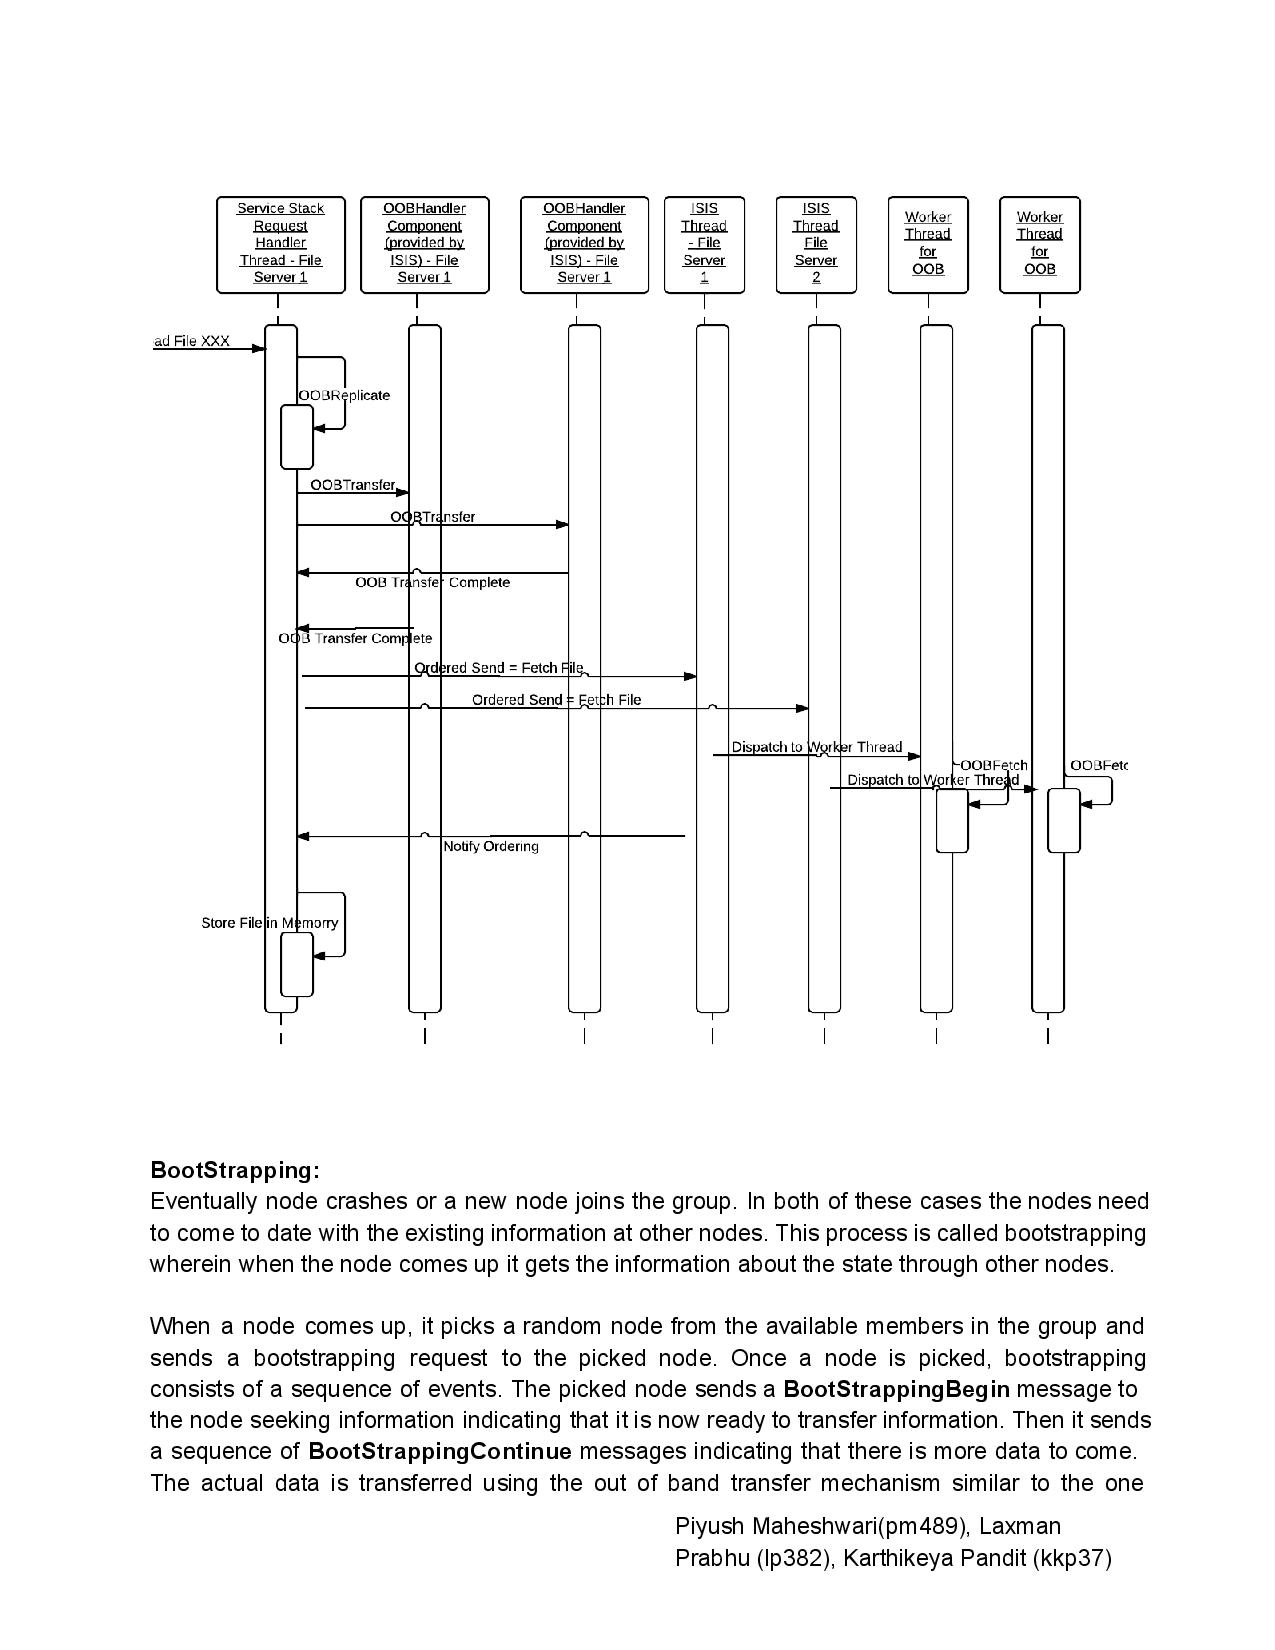 Service Stack
Request
Handler
Thread - File
Server 1
OOBHandler
Component
(provided by
ISIS) - File
Server 1
OOBHandler
Component
(provided by
ISIS) - File
Server 1
ISIS
Thread
- File
Server
1
ISIS
Thread
File
Server
2
Worker
Thread
for
OOB
Worker
Thread
for
OOB
ad File XXX
OOBReplicate
OOBTransfer
OOBTransfer
OOB Transfer Complete
OOB Transfer Complete
Ordered Send = Fetch File
Ordered Send = Fetch File
Dispatch to Worker Thread
OOBFetch
OOBFetc
Dispatch to Worker Thread
Notify Ordering
Store File in Memorry
BootStrapping:
Eventually node crashes or a new node joins the group. In both of these cases the nodes need
to come to date with the existing information at other nodes. This process is called bootstrapping
wherein when the node comes up it gets the information about the state through other nodes.
When a node comes up, it picks a random node from the available members in the group and
sends a bootstrapping request to the picked node. Once a node is picked, bootstrapping
consists of a sequence of events. The picked node sends a BootStrappingBegin message to
the node seeking information indicating that it is now ready to transfer information. Then it sends
a sequence of BootStrappingContinue messages indicating that there is more data to come.
The actual data is transferred using the out of band transfer mechanism similar to the one
Piyush Maheshwari(pm489), Laxman
Prabhu (lp382), Karthikeya Pandit (kkp37)